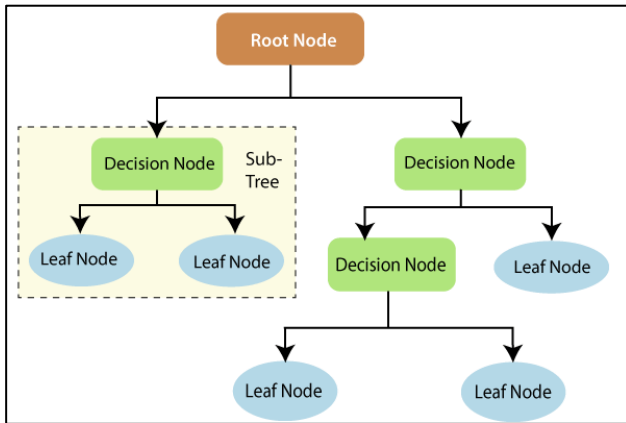 Root Node
Decision Node
Sub-
Tree
Decision Node
Leaf Node
Leaf Node
Decision Node
Leaf Node
Leaf Node
Leaf Node